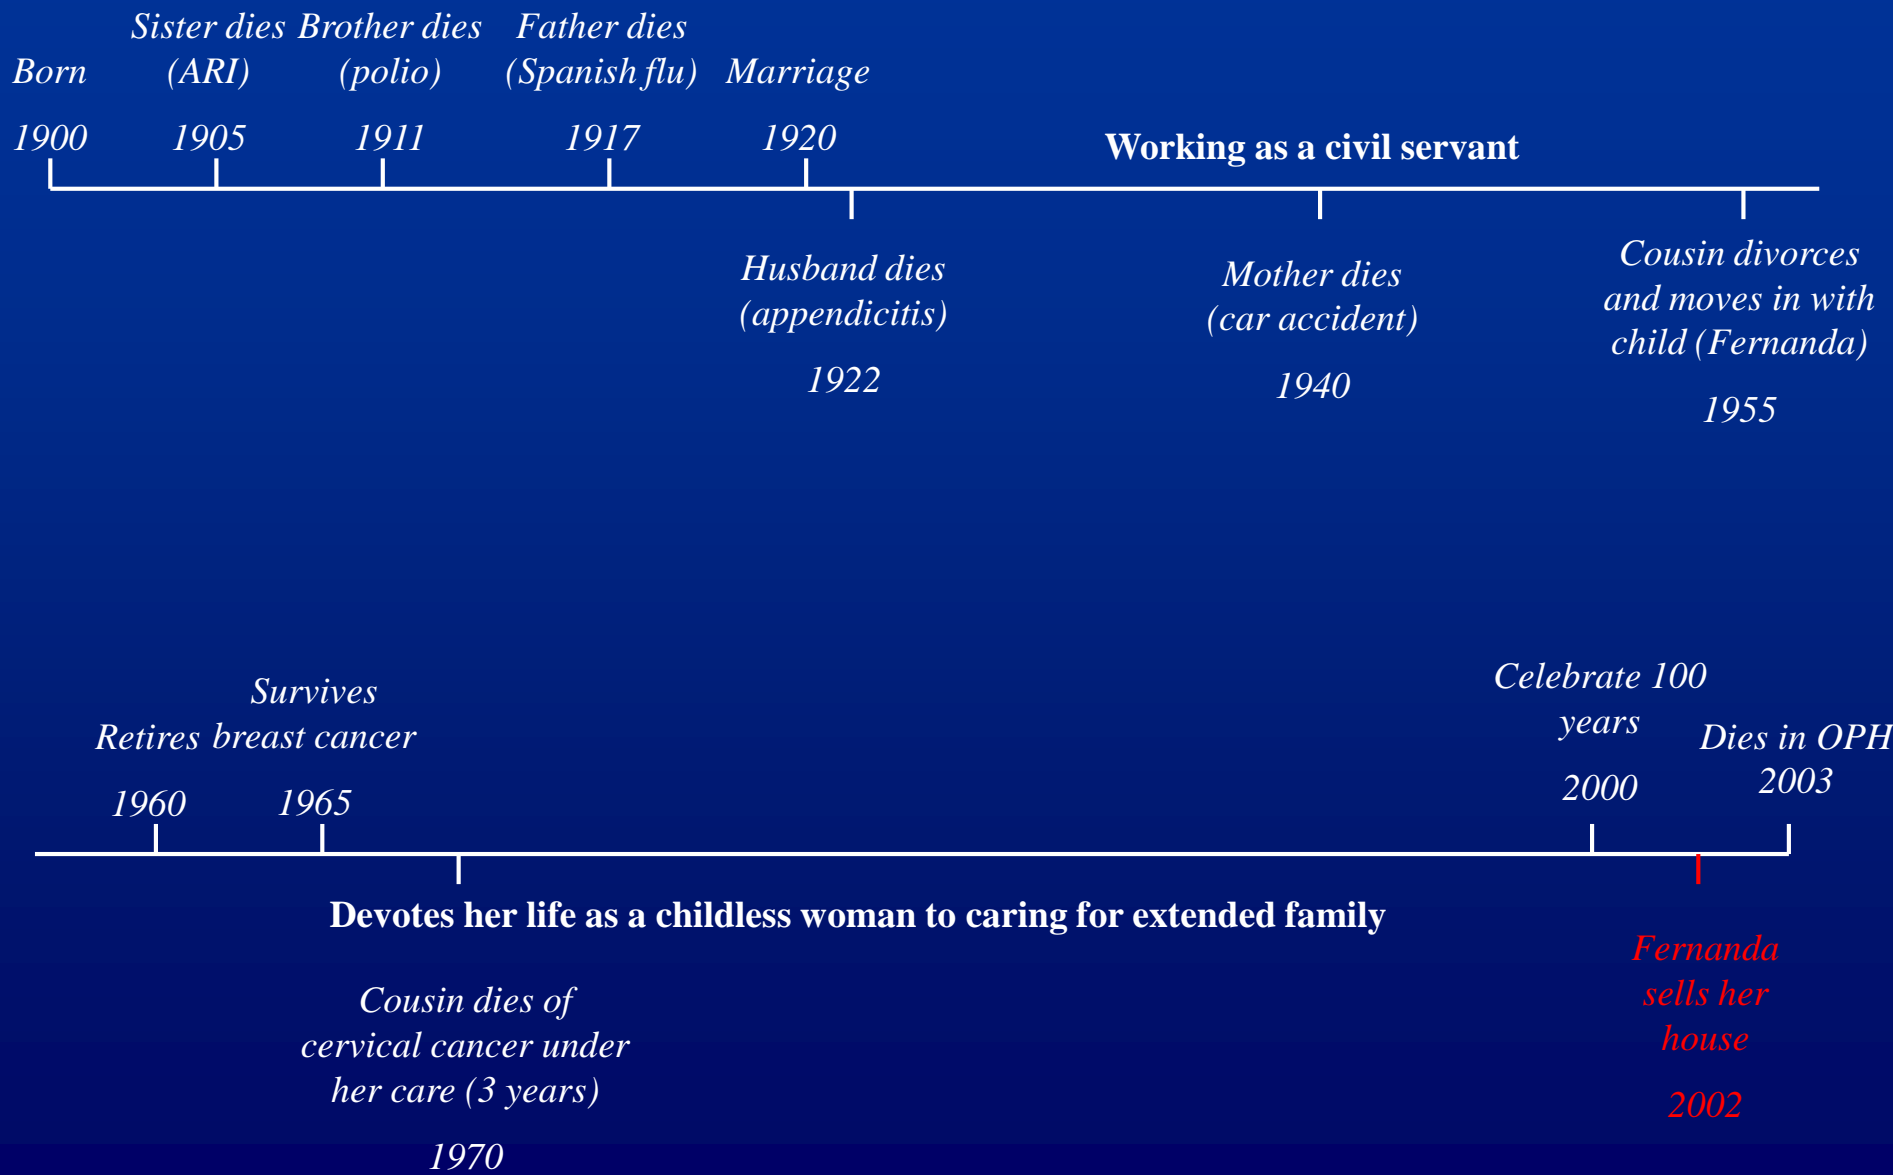 Born
1900
Sister dies
(ARI)
1905
Brother dies
(polio)
1911
Father dies
(Spanish flu)
1917
Marriage
1920
Working as a civil servant
Husband dies
(appendicitis)
1922
Mother dies
(car accident)
1940
Cousin divorces
and moves in with
child (Fernanda)
1955
Retires
1960
Survives
breast cancer
1965
Celebrate 100
years
2000
Dies in OPH
2003
Devotes her life as a childless woman to caring for extended family
Cousin dies of
cervical cancer under
her care (3 years)
1970
Fernanda
sells her
house
2002